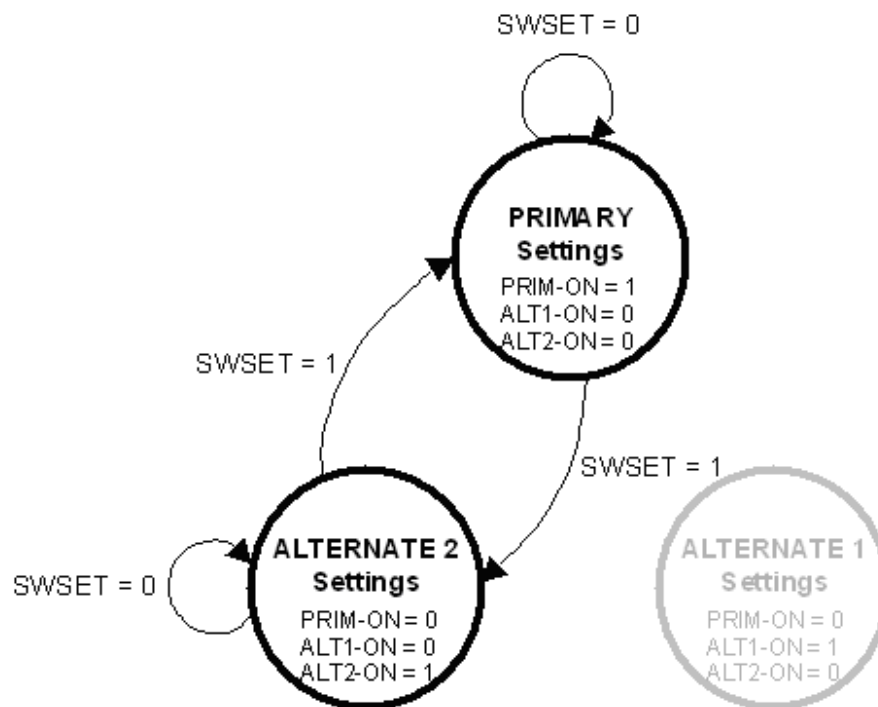 SWSET = 0
PRIMARY
Settings
PRIM-ON = 1
ALT1-ON = 0
ALT2-ON = 0
SWSET = 1
SWSET = 1
ALTERNATE 2
Settings
PRIM-ON = 0
ALT1-ON = 0
ALT2-ON = 1
SWSET = 0
ALTERNATE 1
Settings
PRIM-ON = 0
ALT1-ON = 1
ALT2-ON = 0